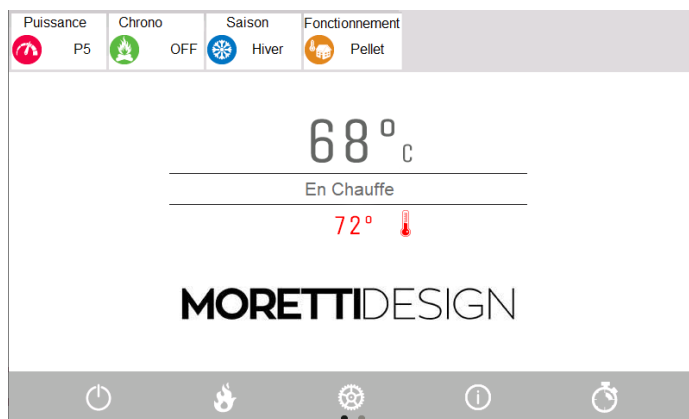 Puissance Chrono Saison Fonctionnement
P5 OFF Hiver Pellet
68°C
En Chauffe
72°
MORETTIDESIGN